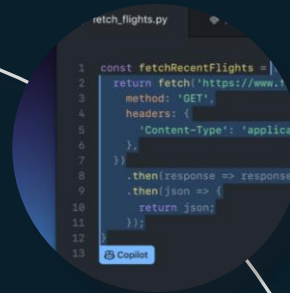 fetch_flights.py
1 const fetchRecentFlights =
2 return fetch('https://www.
3 method: 'GET',
4 headers: {
5 'Content-Type': 'applica
6 },
7 })
8 .then(response => response
9 .then(json => {
10 return json;
11 });
12 }
13 Copilot